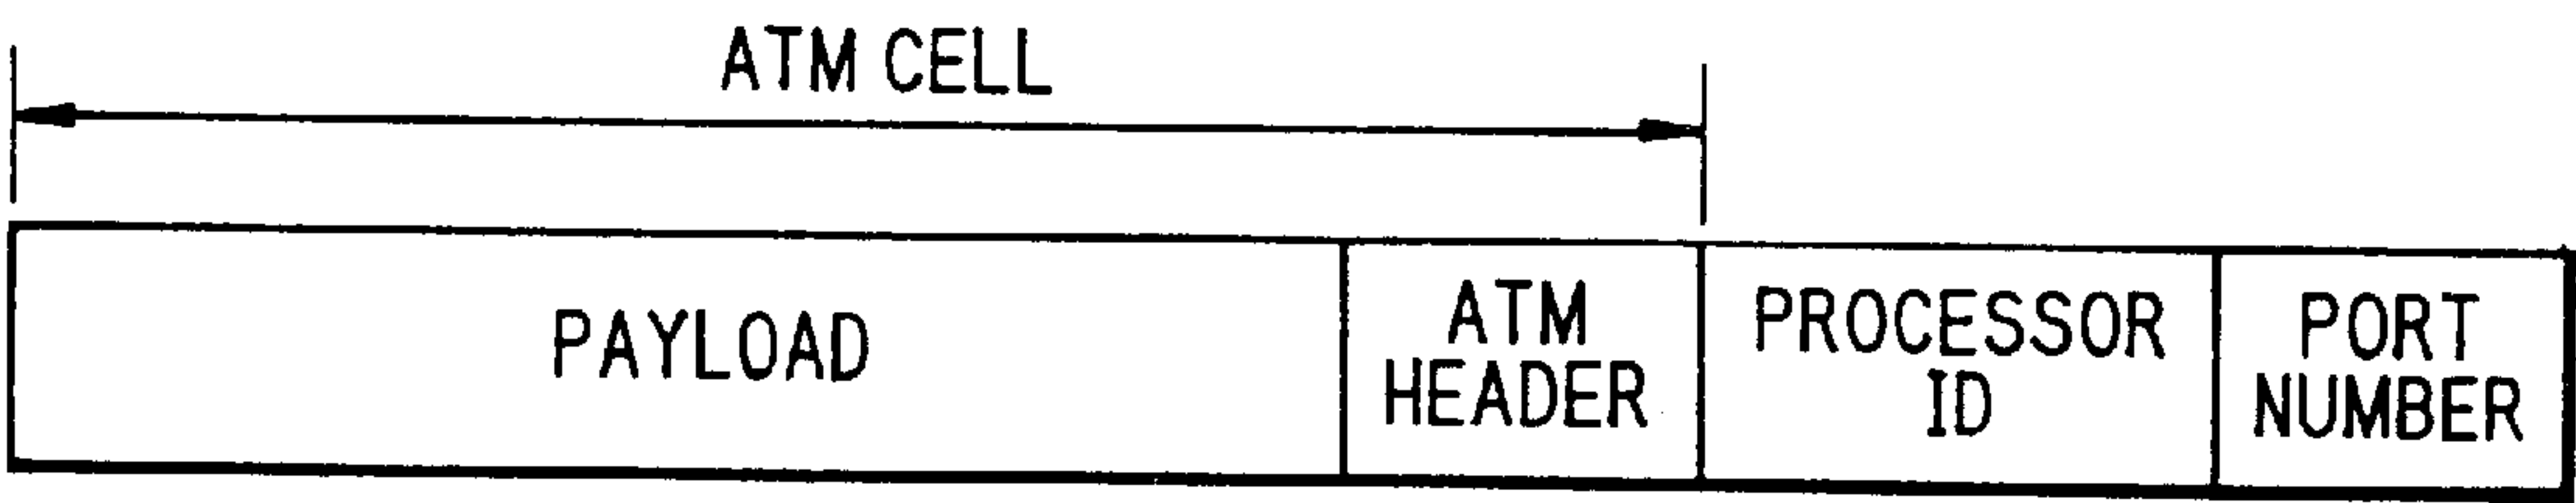 ATM CELL
PAYLOAD
ATM
HEADER
PROCESSOR
ID
PORT
NUMBER